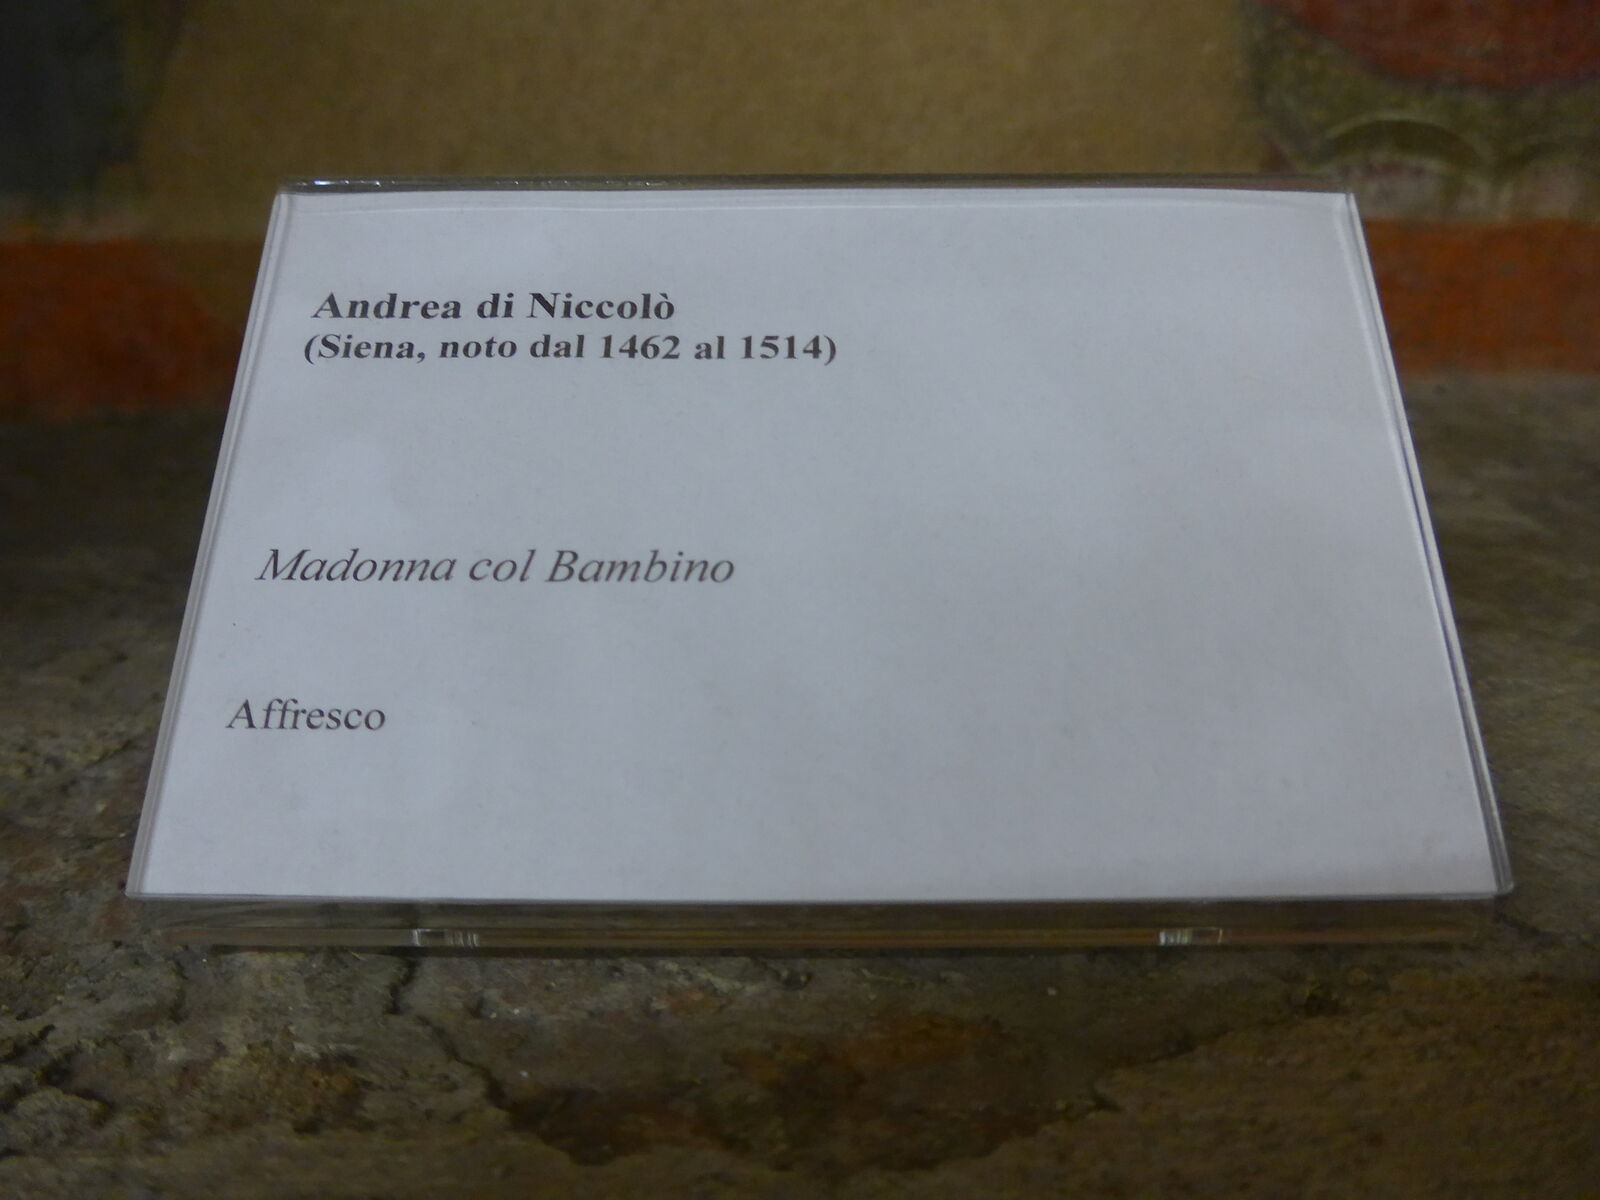 Andrea di Niccolò
(Siena, noto dal 1462 al 1514)
Madonna col Bambino
Affresco